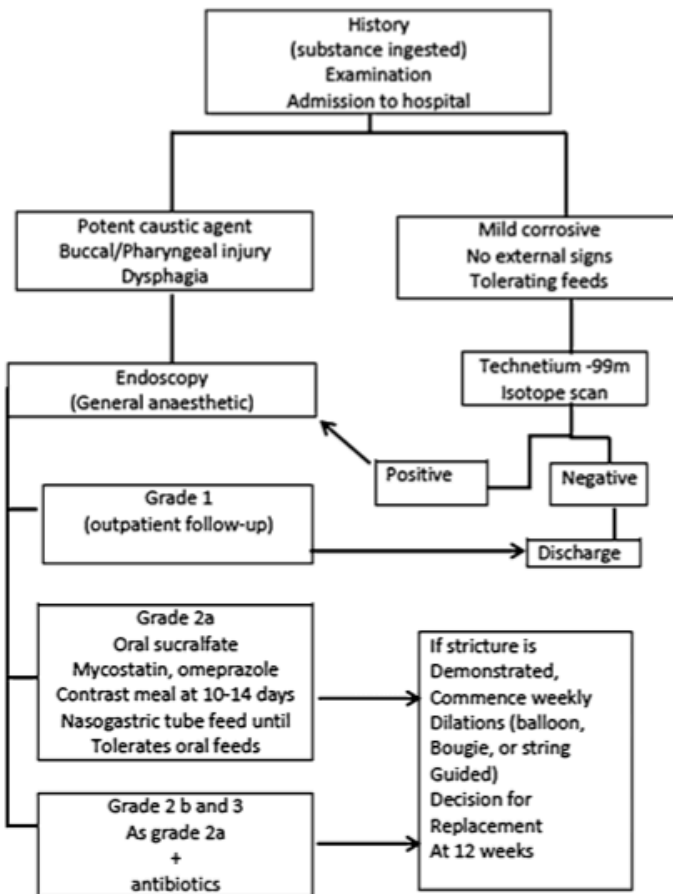 History
(substance ingested)
Examination
Admission to hospital
Potent caustic agent
Buccal/Pharyngeal injury
Dysphagia
Mild corrosive
No external signs
Tolerating feeds
Endoscopy
(General anaesthetic)
Technetium -99m
Isotope scan
Positive
Negative
Grade 1
(outpatient follow-up)
Discharge
Grade 2a
Oral sucralfate
Mycostatin, omeprazole
Contrast meal at 10-14 days
Nasogastric tube feed until
Tolerates oral feeds
If stricture is
Demonstrated,
Commence weekly
Dilations (balloon,
Bougie, or string
Guided)
Decision for
Replacement
At 12 weeks
Grade 2 b and 3
As grade 2a
+
antibiotics